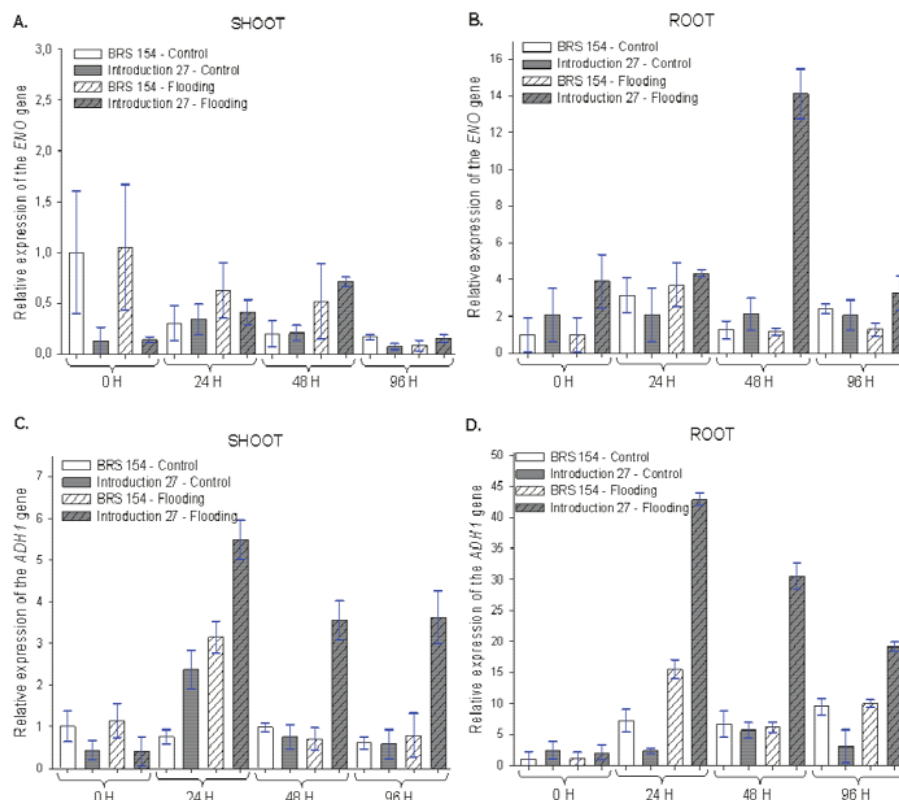 A.
SHOOT
BRS 154 - Control
Introduction 27 - Control
BRS 154 - Flooding
Introduction 27 - Flooding
Relative expression of the ENO gene
3,0
2,5
2,0
1,5
1,0
0,5
0,0
0 H
24 H
48 H
96 H
B.
ROOT
BRS 154 - Control
Introduction 27 - Control
BRS 154 - Flooding
Introduction 27 - Flooding
Relative expression of the ENO gene
16
14
12
10
8
6
4
2
0
0 H
24 H
48 H
96 H
C.
SHOOT
BRS 154 - Control
Introduction 27 - Control
BRS 154 - Flooding
Introduction 27 - Flooding
Relative expression of the ADH1 gene
7
6
5
4
3
2
1
0
0 H
24 H
48 H
96 H
D.
ROOT
BRS 154 - Control
Introduction 27 - Control
BRS 154 - Flooding
Introduction 27 - Flooding
Relative expression of the ADH1 gene
50
45
40
35
30
25
20
15
10
5
0
0 H
24 H
48 H
96 H